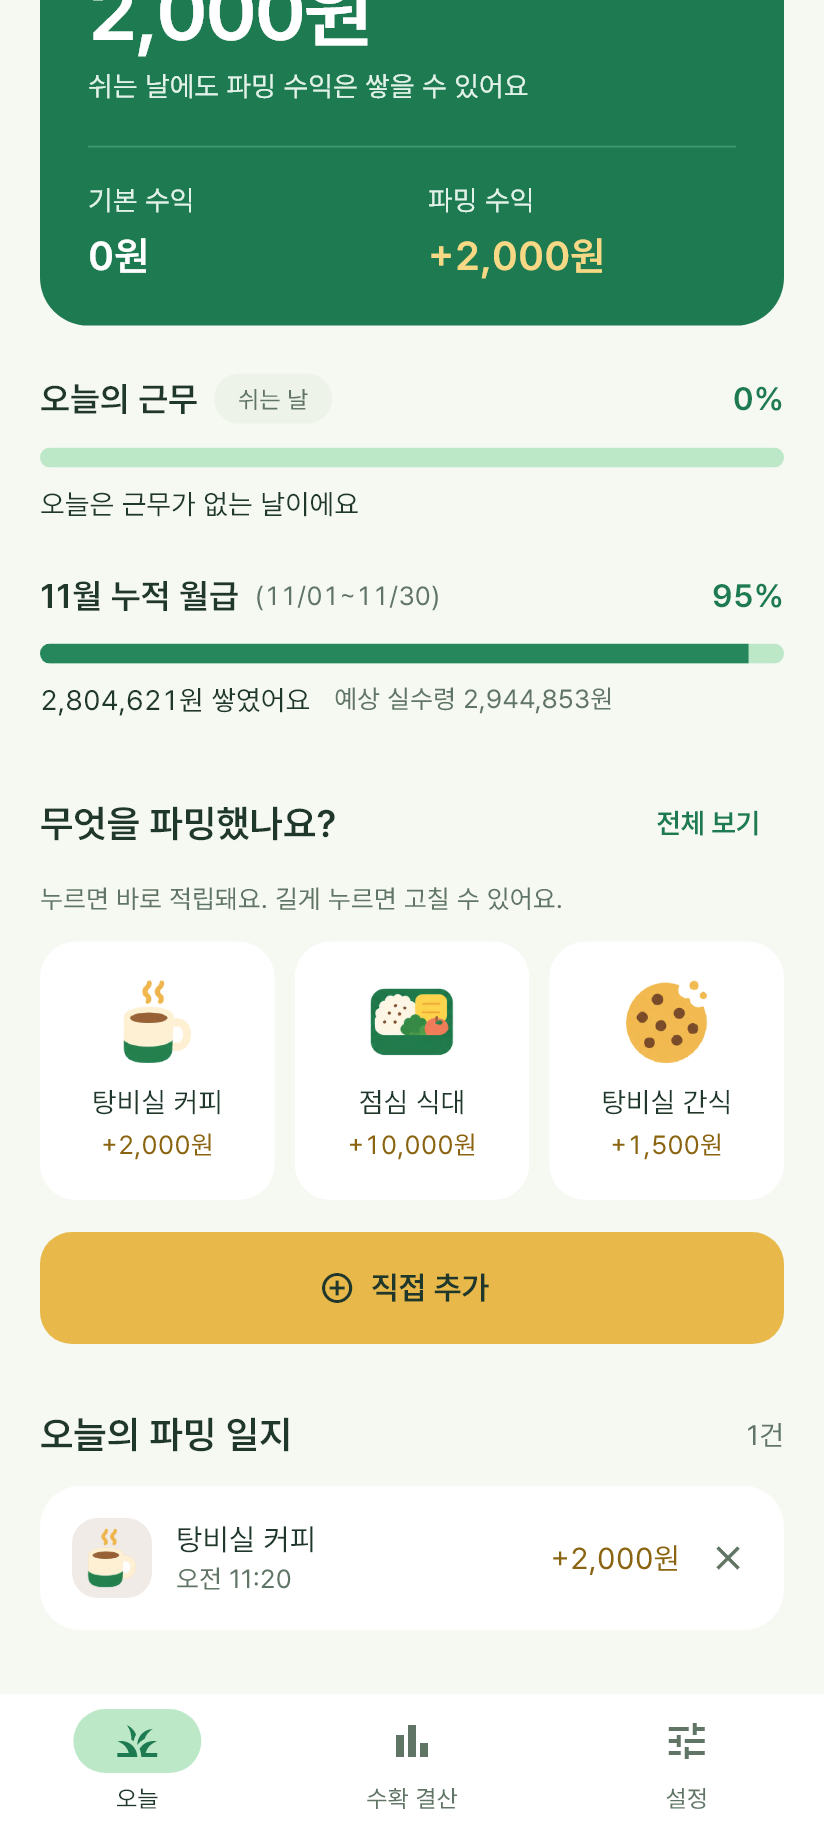 2,000원
쉬는 날에도 파밍 수익은 쌓을 수 있어요
기본 수익 파밍 수익
0원 +2,000원
오늘의 근무 쉬는 날 0%
오늘은 근무가 없는 날이에요
11월 누적 월급 (11/01~11/30) 95%
2,804,621원 쌓였어요 예상 실수령 2,944,853원
무엇을 파밍했나요? 전체 보기
누르면 바로 적립돼요. 길게 누르면 고칠 수 있어요.
탕비실 커피 점심 식대 탕비실 간식
+2,000원 +10,000원 +1,500원
직접 추가
오늘의 파밍 일지 1건
탕비실 커피
오전 11:20
+2,000원
오늘 수확 결산 설정